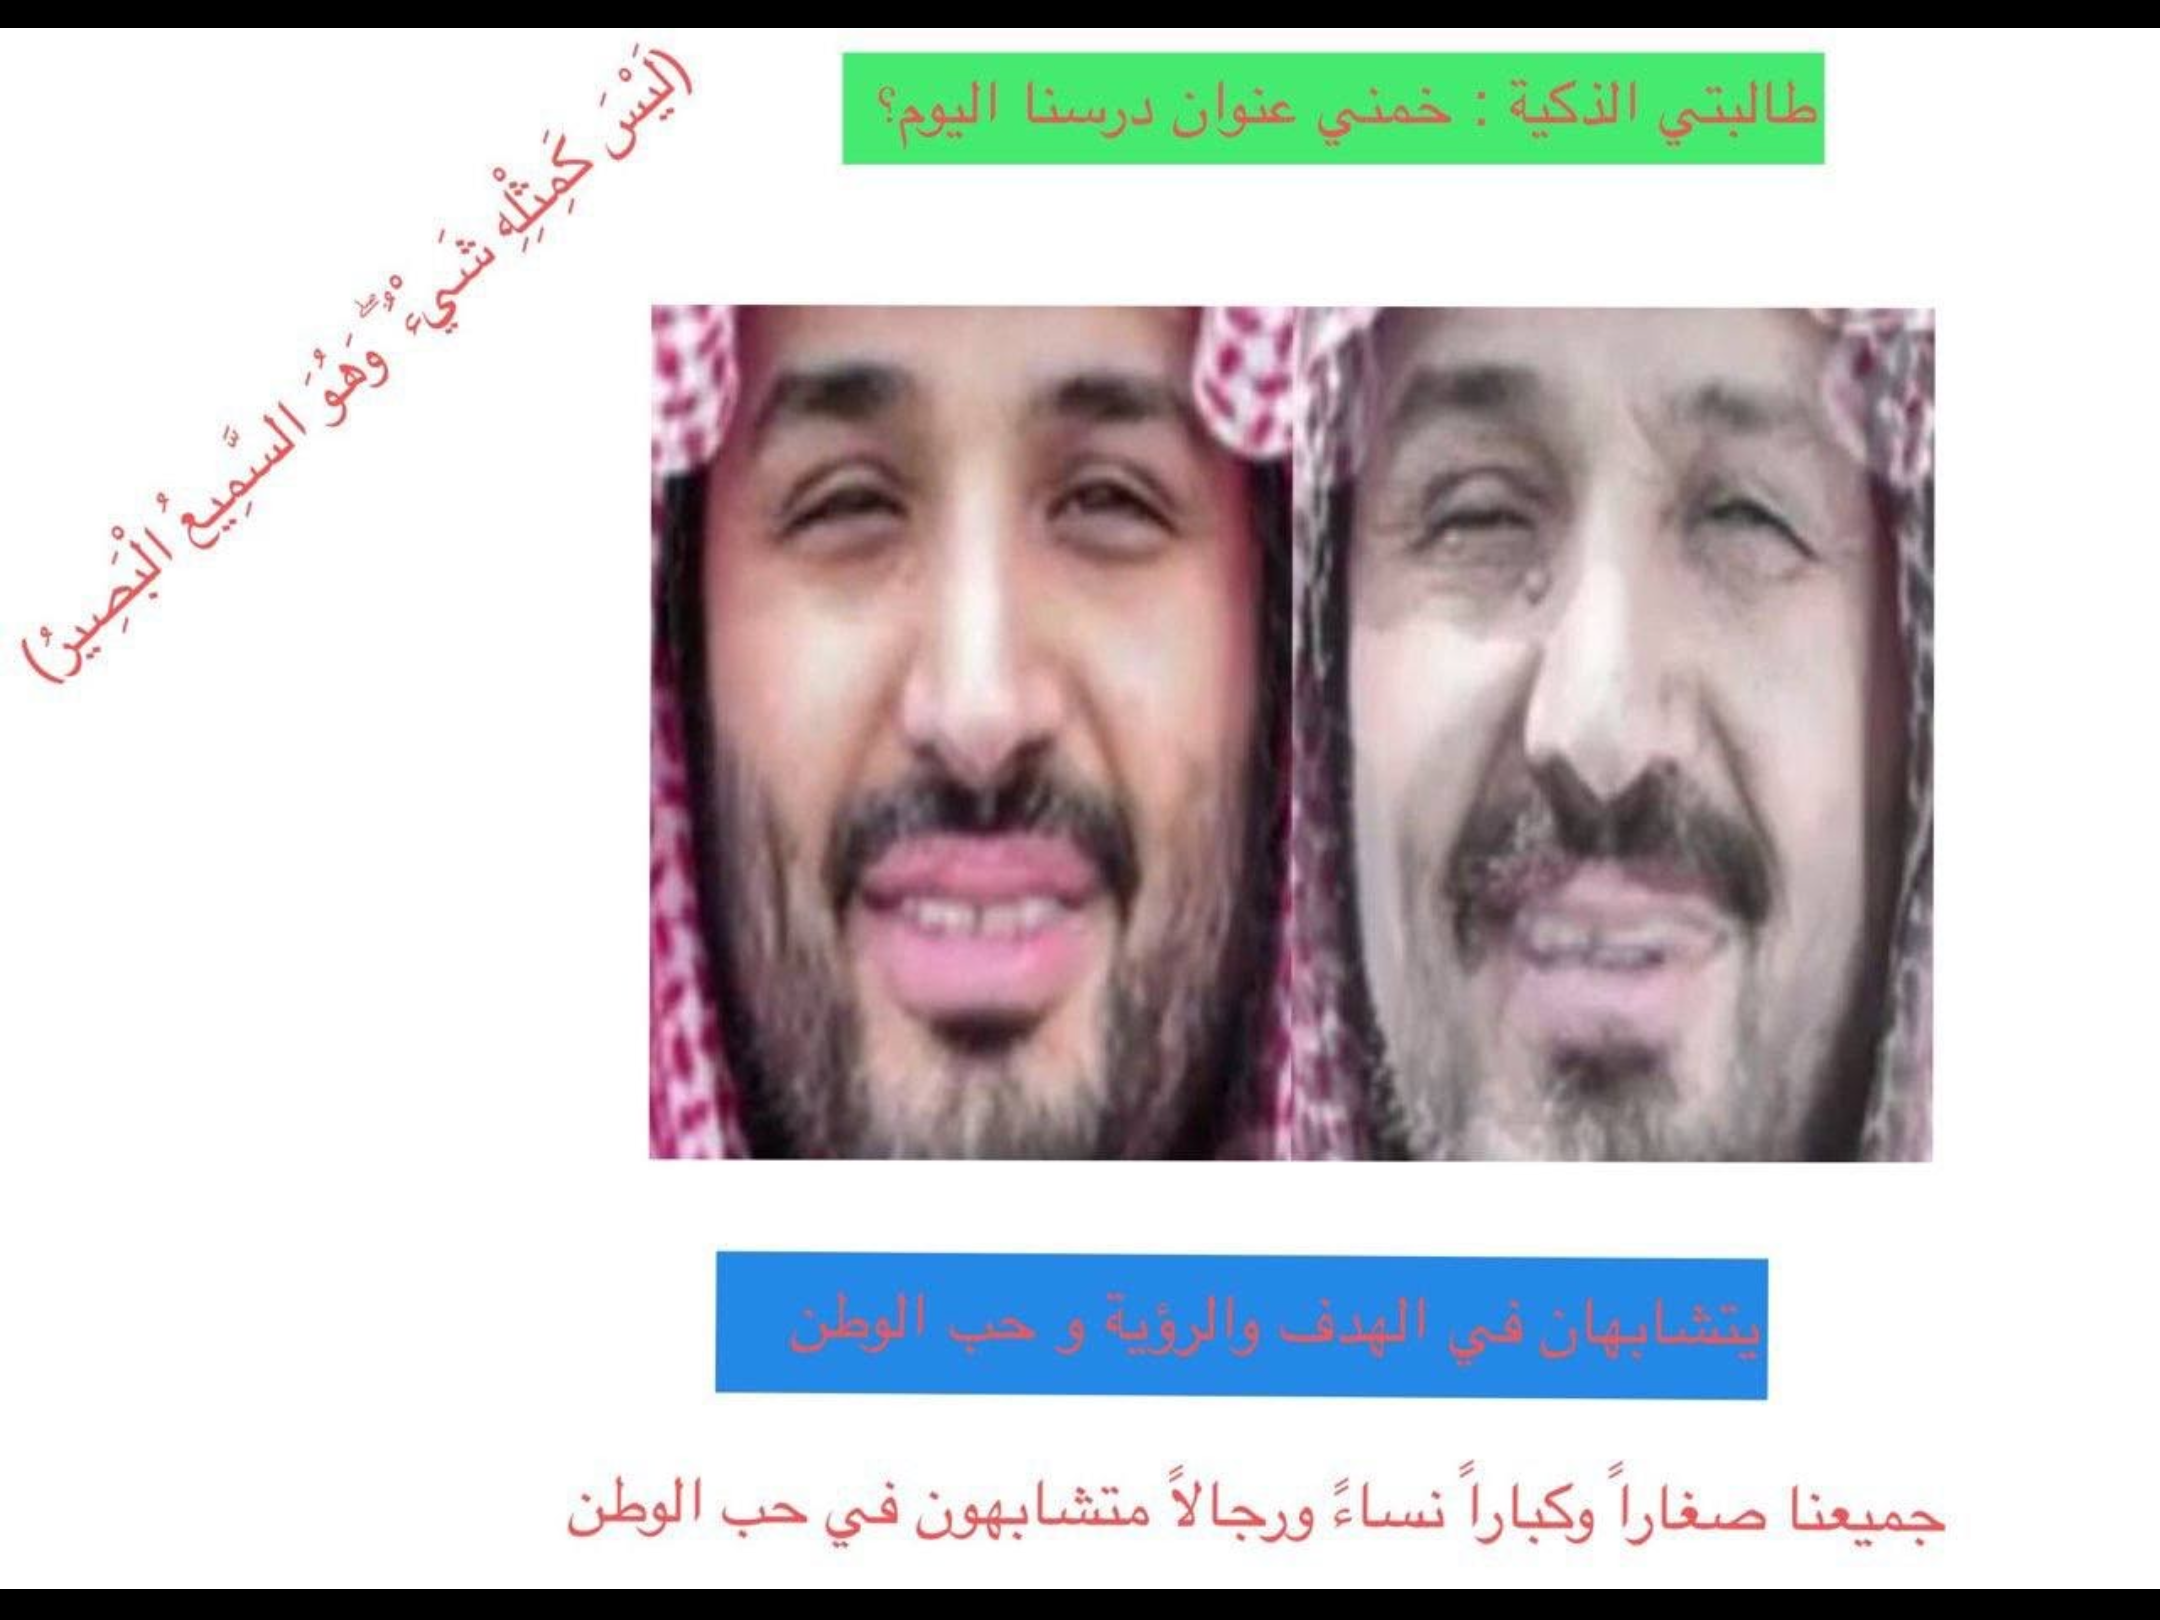 طالبتي الذكية : خمني عنوان درسنا اليوم؟
(لَيْسَ كَمِثْلِهِ شَيْءٌ ۖ وَهُوَ السَّمِيعُ الْبَصِيرُ)
يتشابهان في الهدف والرؤية و حب الوطن
جميعنا صغاراً وكباراً نساءً ورجالاً متشابهون في حب الوطن